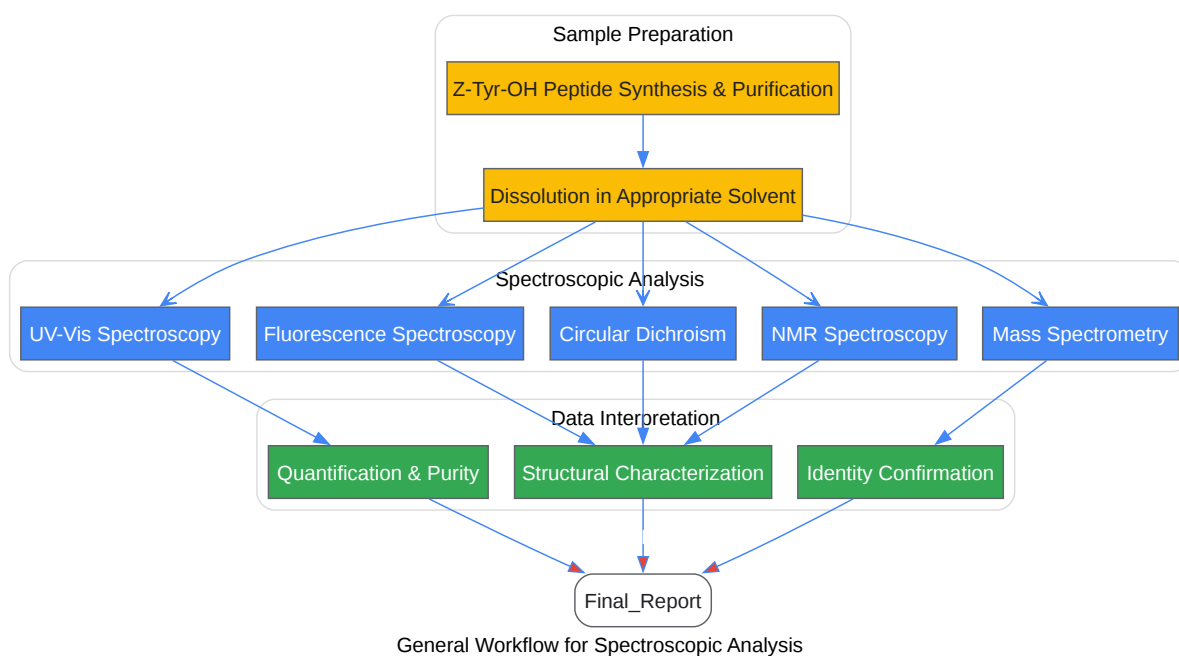 Sample Preparation
Z-Tyr-OH Peptide Synthesis & Purification
Dissolution in Appropriate Solvent
Spectroscopic Analysis
UV-Vis Spectroscopy
Fluorescence Spectroscopy
Circular Dichroism
NMR Spectroscopy
Mass Spectrometry
Data Interpretation
Quantification & Purity
Structural Characterization
Identity Confirmation
Final_Report
General Workflow for Spectroscopic Analysis